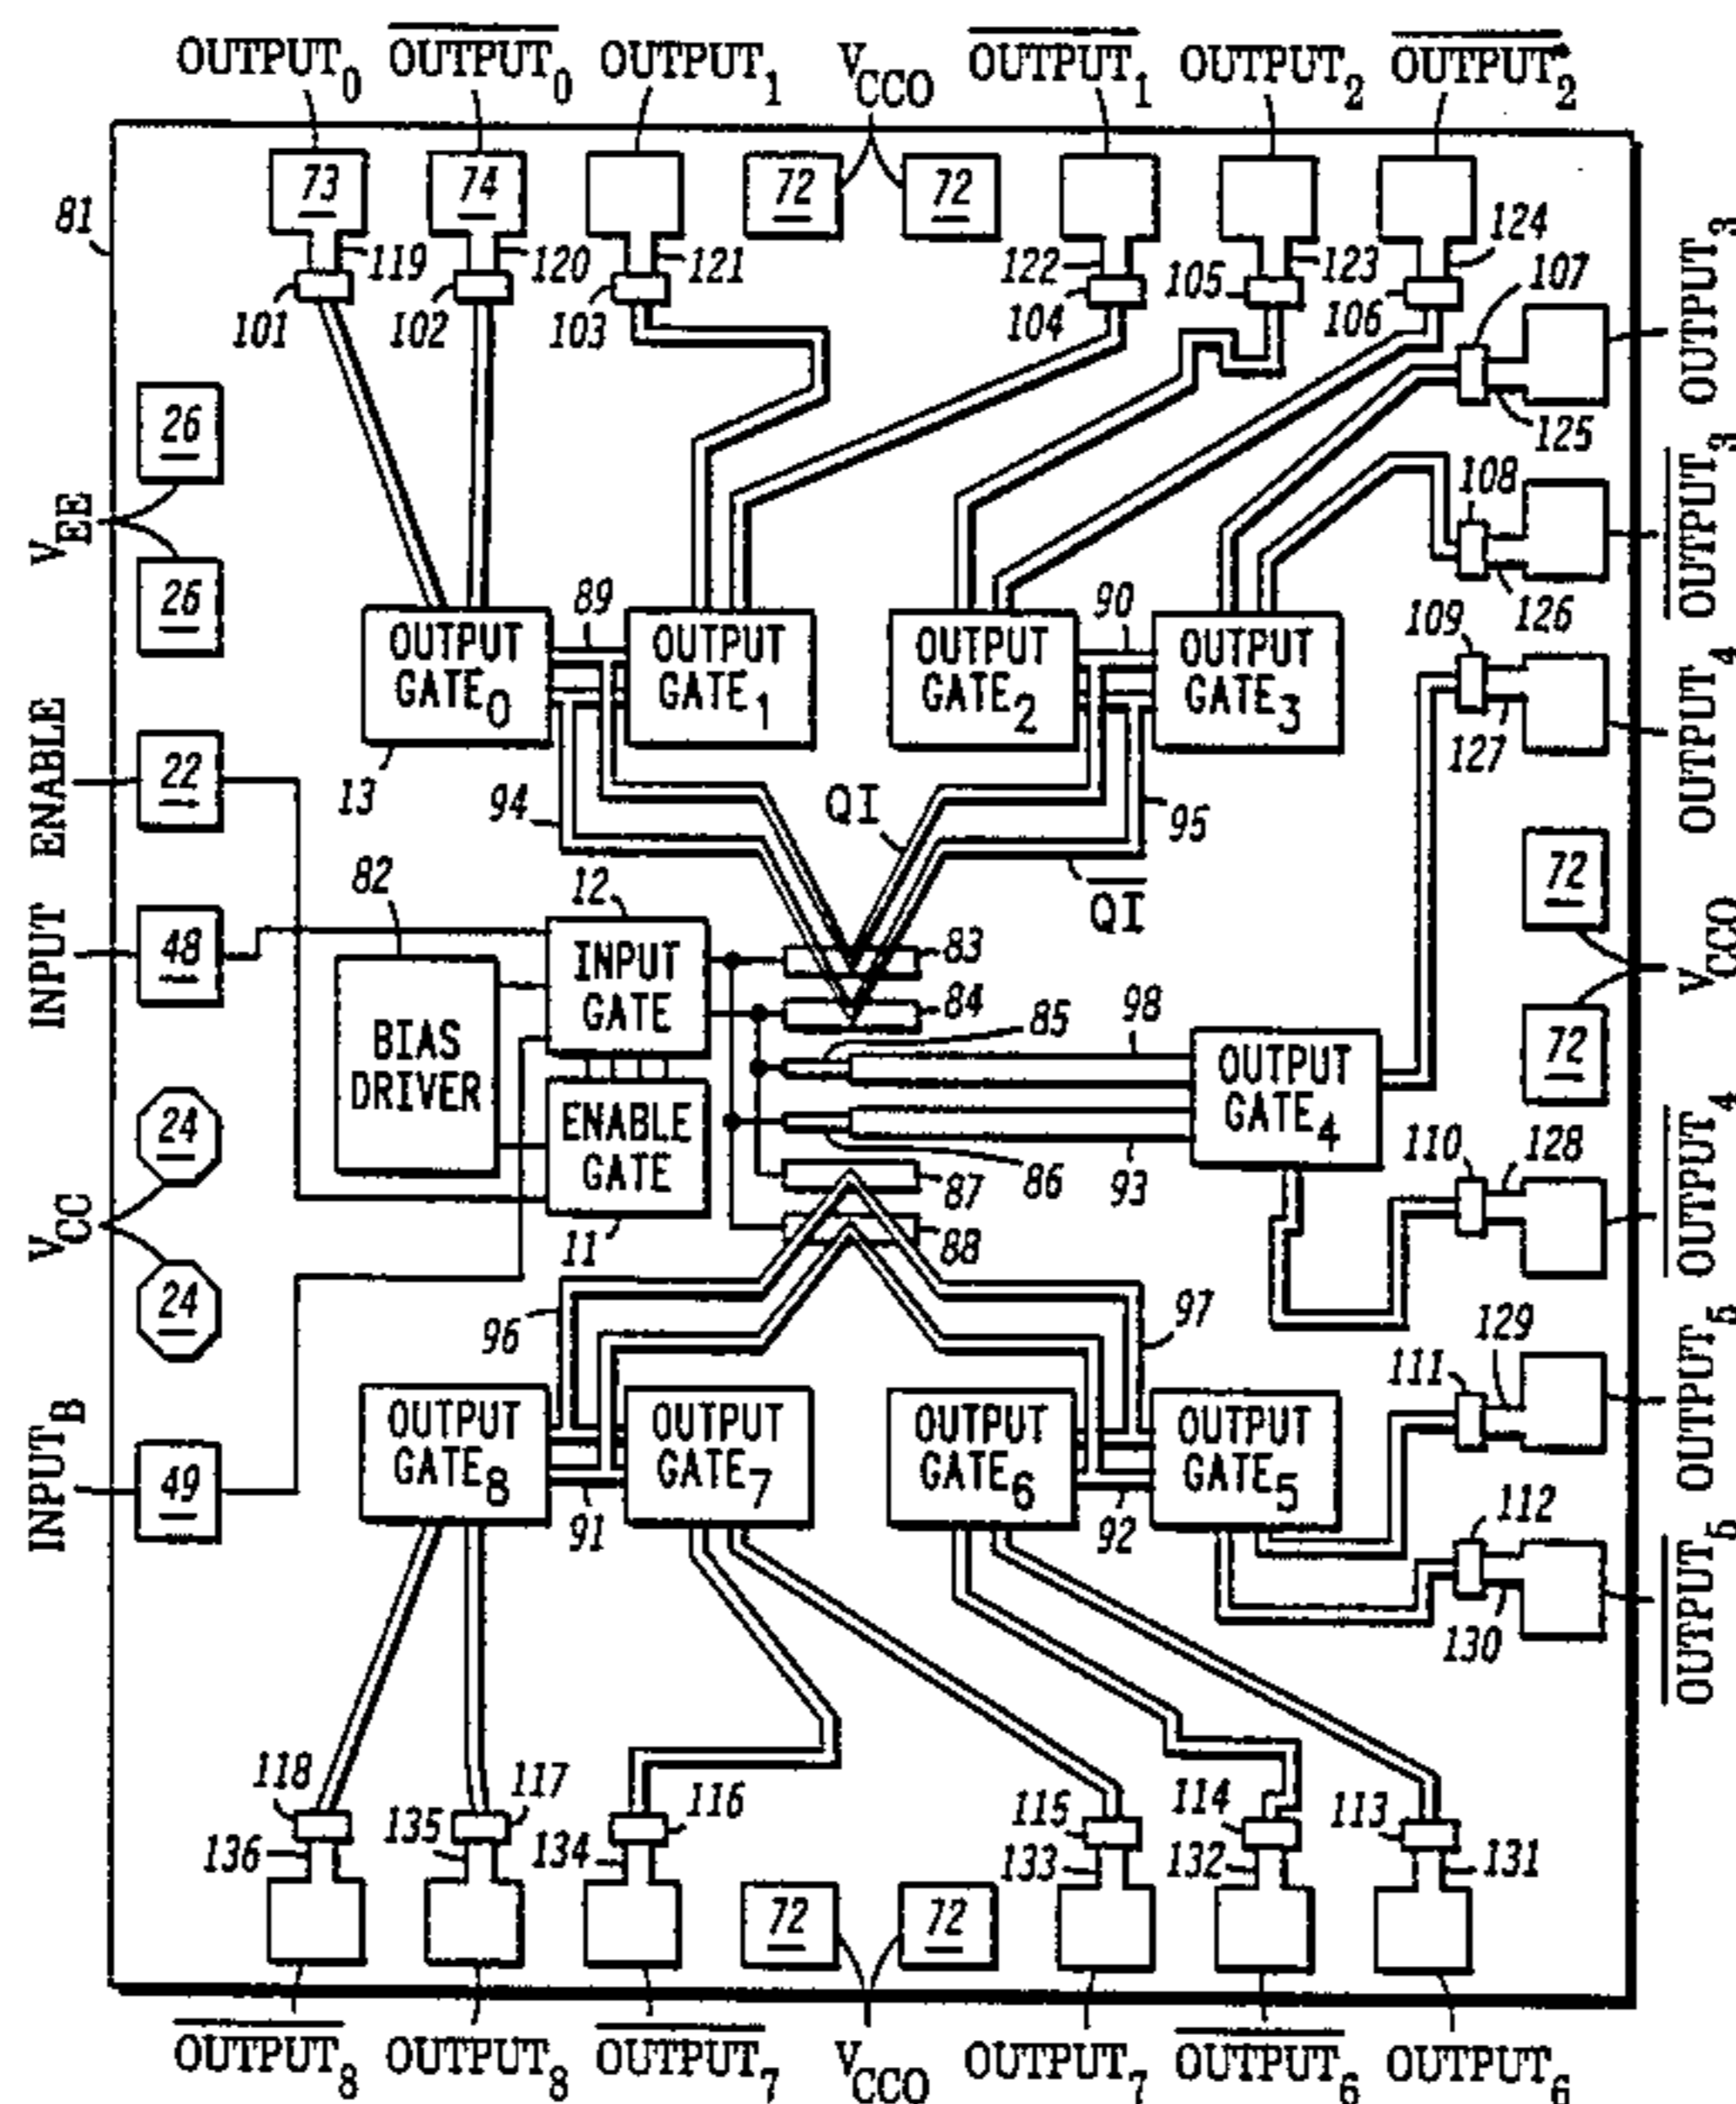 OUTPUT0 OUTPUT0 OUTPUT1 VCCO OUTPUT1 OUTPUT2 OUTPUT2
81
73 74 72 72
119 120 121 122 123 124
101 102 103 104 105 106 107
OUTPUT3
125
26
108
OUTPUT3
126
VEE
26
OUTPUT GATE0
89
OUTPUT GATE1
OUTPUT GATE2
90
OUTPUT GATE3
109
127
OUTPUT4
ENABLE
22
13
94
QI
95
QI
72
VCCO
72
INPUT
48
82
12
BIAS DRIVER
INPUT GATE
83
84
85
98
OUTPUT GATE4
ENABLE GATE
11
86
93
87
88
110
128
OUTPUT4
24
VCC
24
96
97
111
129
OUTPUT5
INPUTB
49
OUTPUT GATE8
91
OUTPUT GATE7
OUTPUT GATE6
92
OUTPUT GATE5
112
130
OUTPUT5
118 117 116 115 114 113
136 135 134 133 132 131
72 72
OUTPUT8 OUTPUT8 OUTPUT7 VCCO OUTPUT7 OUTPUT6 OUTPUT6